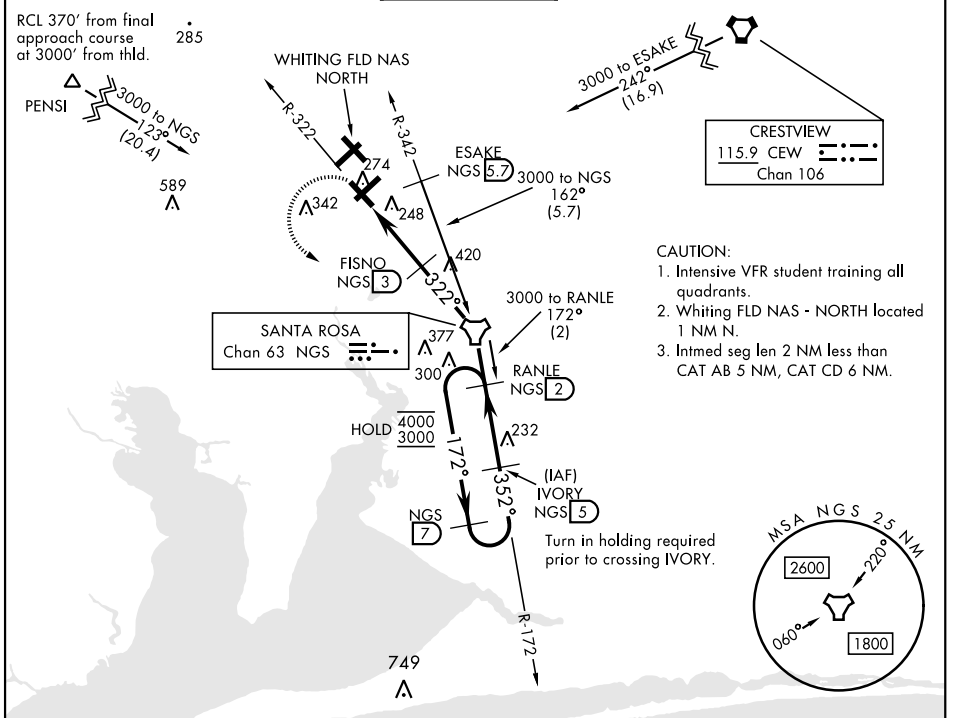 RCL 370' from final
approach course
at 3000' from thld.
285
PENSI
3000 to NGS
123°
(20.4)
589
WHITING FLD NAS
NORTH
R-322
R-342
274
342
248
ESAKE
NGS 5.7
3000 to NGS
162°
(5.7)
3000 to ESAKE
242°
(16.9)
CRESTVIEW
115.9 CEW
Chan 106
FISNO
NGS 3
322°
420
SANTA ROSA
Chan 63 NGS
3000 to RANLE
172°
(2)
377
300
RANLE
NGS 2
CAUTION:
1. Intensive VFR student training all
quadrants.
2. Whiting FLD NAS - NORTH located
1 NM N.
3. Intmed seg len 2 NM less than
CAT AB 5 NM, CAT CD 6 NM.
HOLD 4000
3000
172°
232
352°
(IAF)
IVORY
NGS 5
NGS
7
Turn in holding required
prior to crossing IVORY.
R-172
749
MSA NGS 25 NM
2600
220°
060°
1800